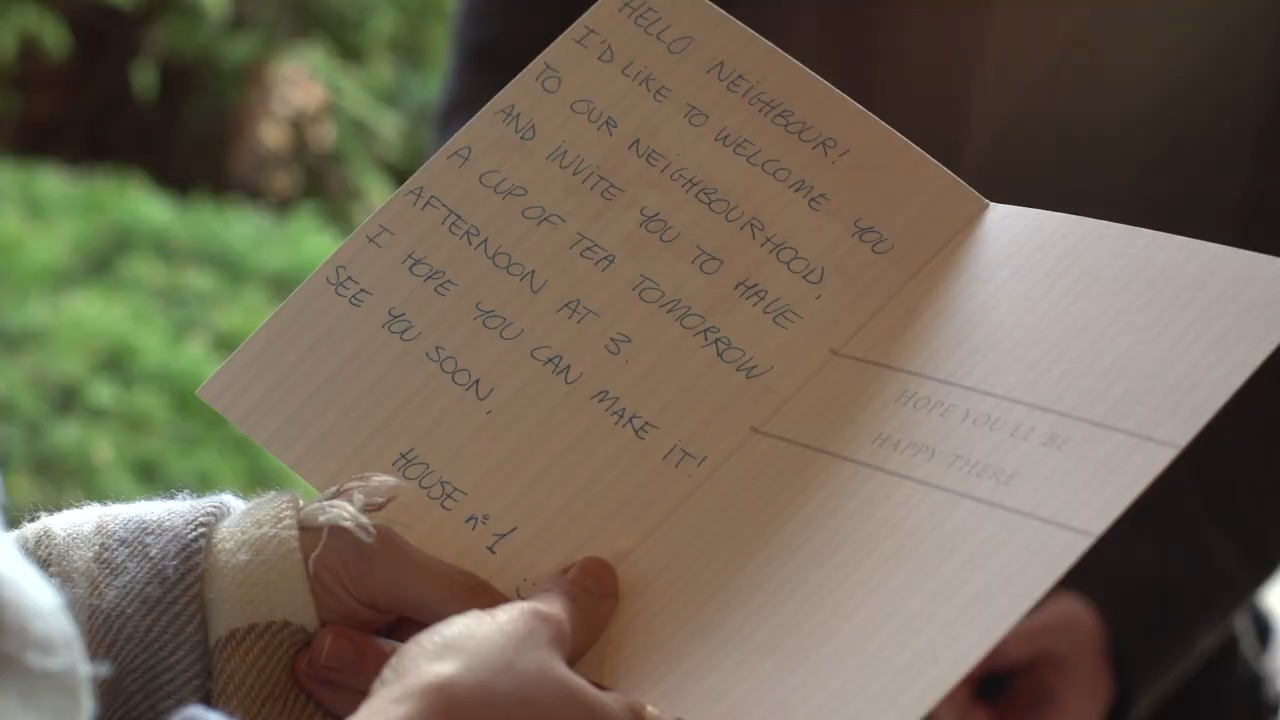 HELLO NEIGHBOUR!
I'D LIKE TO WELCOME YOU
TO OUR NEIGHBOURHOOD,
AND INVITE YOU TO HAVE
A CUP OF TEA TOMORROW
AFTERNOON AT 3.
I HOPE YOU CAN MAKE IT!
SEE YOU SOON,
HOUSE nº 1
:
HOPE YOU'LL BE
HAPPY THERE